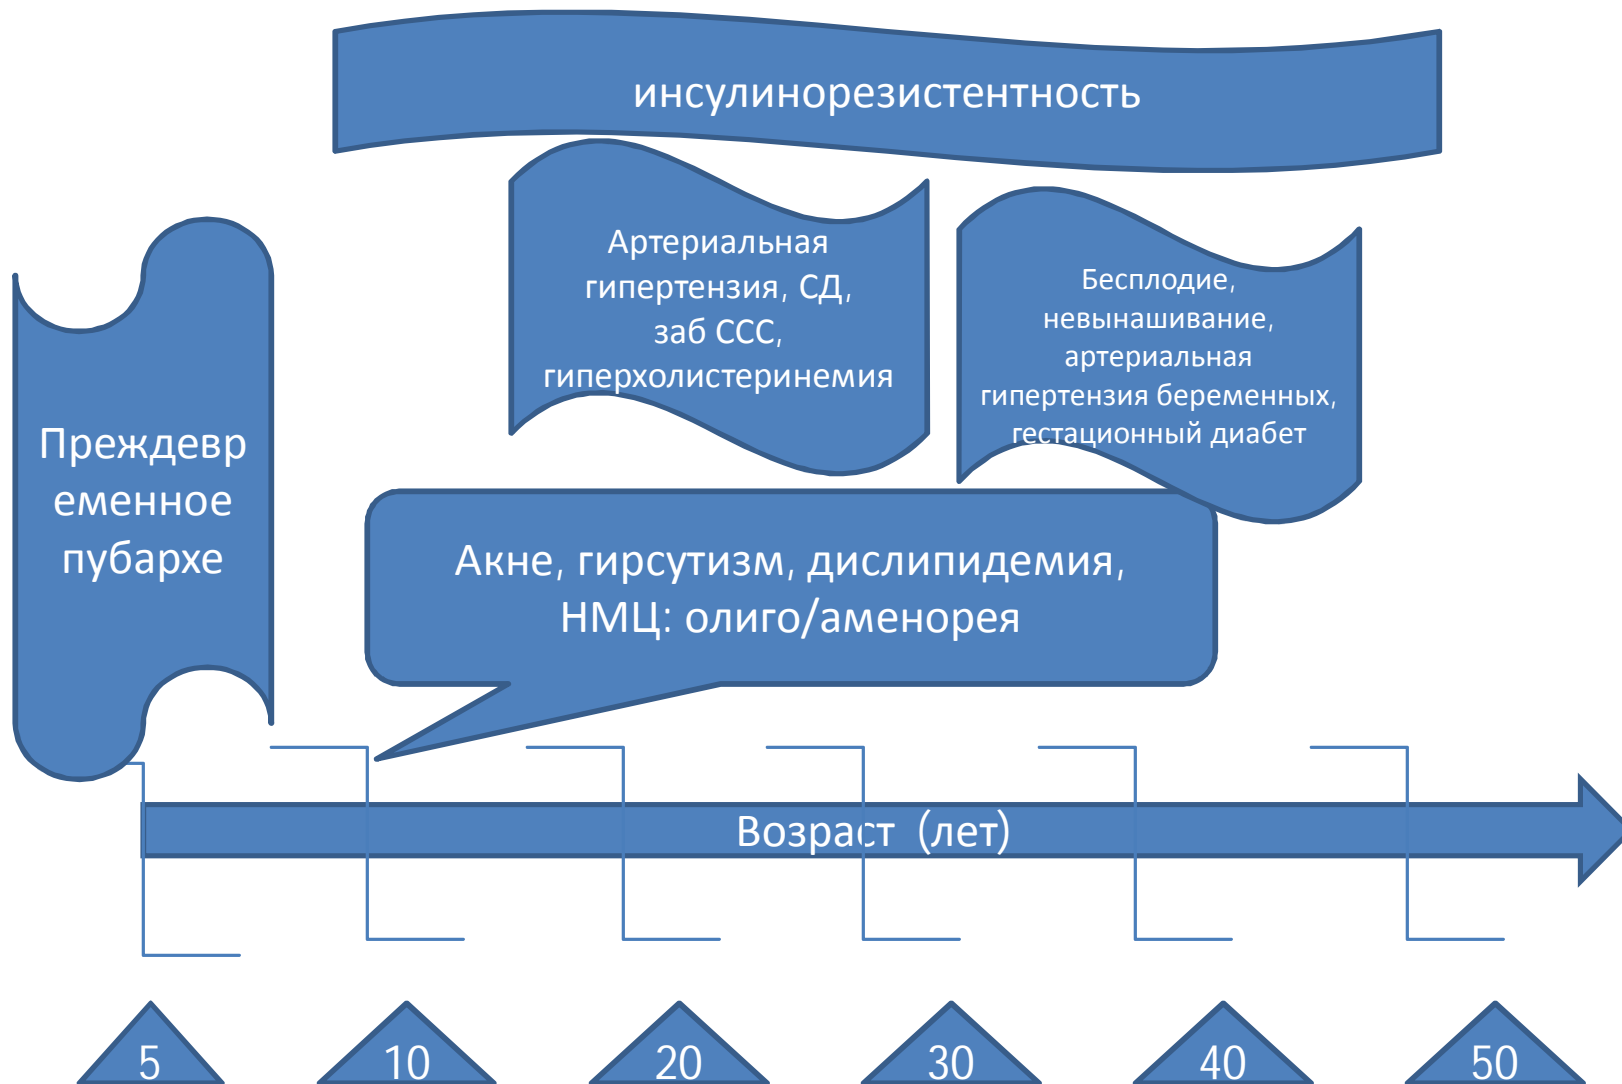 инсулинорезистентность
Артериальная
гипертензия, СД,
заб ССС,
гиперхолистеринемия
Бесплодие,
невынашивание,
артериальная
гипертензия беременных,
гестационный диабет
Преждевр
еменное
пубархе
Акне, гирсутизм, дислипидемия,
НМЦ: олиго/аменорея
Возраст (лет)
5
10
20
30
40
50